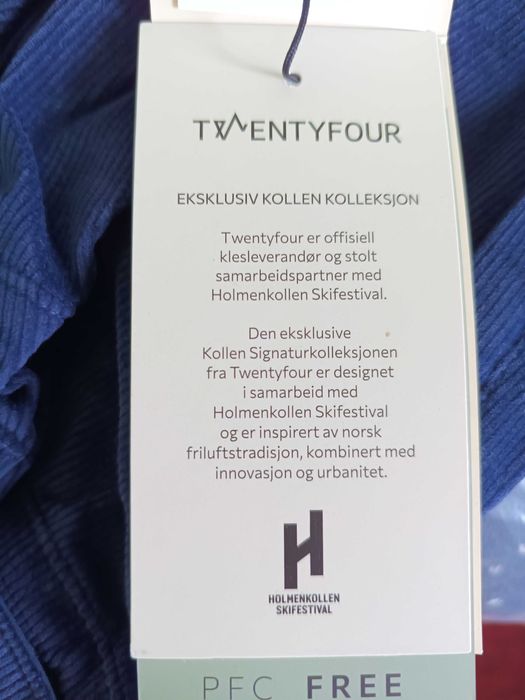 TWENTYFOUR
EKSKLUSIV KOLLEN KOLLEKSJON
Twentyfour er offisiell
klesleverandør og stolt
samarbeidspartner med
Holmenkollen Skifestival.
Den eksklusive
Kollen Signaturkolleksjonen
fra Twentyfour er designet
i samarbeid med
Holmenkollen Skifestival
og er inspirert av norsk
friluftstradisjon, kombinert med
innovasjon og urbanitet.
H
HOLMENKOLLEN
SKIFESTIVAL
PFC FREE